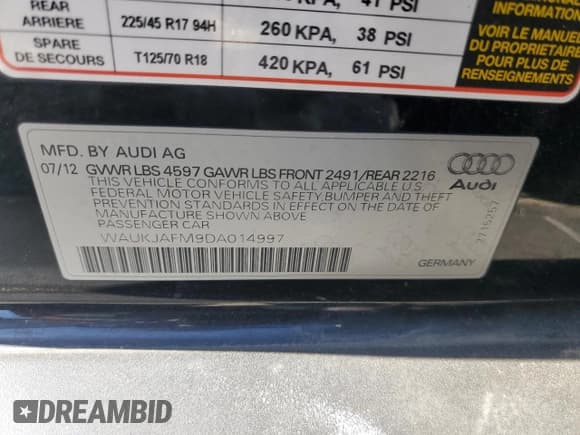 41 PSI
REAR
ARRIERE
225/45 R17 94H
260 KPA, 38 PSI
SPARE
DE SECOURS
T125/70 R18
420 KPA, 61 PSI
VOIR LE MANUEL
DU PROPRIETAIRE
POUR PLUS DE
RENSEIGNEMENTS
MFD. BY AUDI AG
07/12 GVWR LBS 4597 GAWR LBS FRONT 2491/REAR 2216
THIS VEHICLE CONFORMS TO ALL APPLICABLE U.S.
FEDERAL MOTOR VEHICLE SAFETY,BUMPER AND THEFT
PREVENTION STANDARDS IN EFFECT ON THE DATE OF
MANUFACTURE SHOWN ABOVE
PASSENGER CAR
WAUKJAFM9DA014997
Audi
2715257
GERMANY
DREAMBID